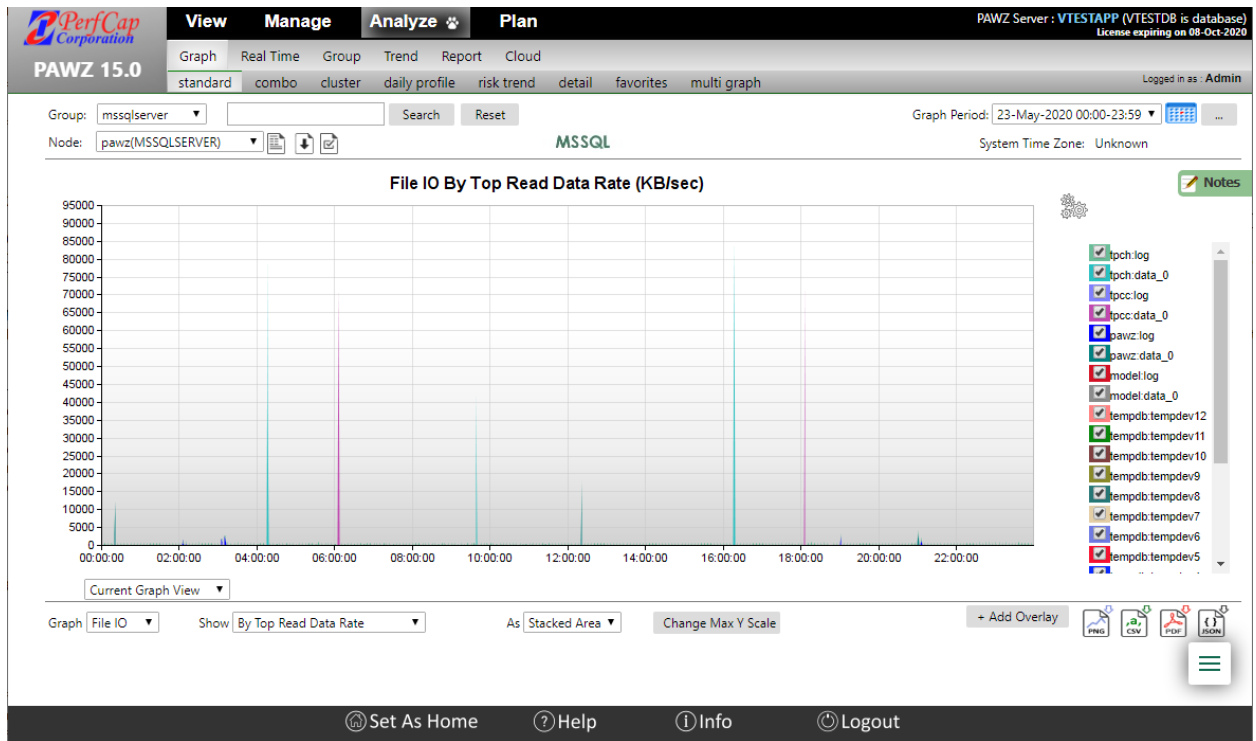 PerfCap
Corporation
PAWZ 15.0
View Manage Analyze Plan
PAWZ Server : VTESTAPP (VTESTDB is database)
License expiring on 08-Oct-2020
Graph Real Time Group Trend Report Cloud
standard combo cluster daily profile risk trend detail favorites multi graph
Logged in as : Admin
Group: mssqlserver Search Reset
Graph Period: 23-May-2020 00:00-23:59 ...
Node: pawz(MSSQLSERVER)
MSSQL
System Time Zone: Unknown
File IO By Top Read Data Rate (KB/sec)
Notes
95000
90000
85000
80000
75000
70000
65000
60000
55000
50000
45000
40000
35000
30000
25000
20000
15000
10000
5000
0
00:00:00 02:00:00 04:00:00 06:00:00 08:00:00 10:00:00 12:00:00 14:00:00 16:00:00 18:00:00 20:00:00 22:00:00
tpch:log
tpch:data_0
tpcc:log
tpcc:data_0
pawz:log
pawz:data_0
model:log
model:data_0
tempdb:tempdev12
tempdb:tempdev11
tempdb:tempdev10
tempdb:tempdev9
tempdb:tempdev8
tempdb:tempdev7
tempdb:tempdev6
tempdb:tempdev5
Current Graph View
Graph File IO Show By Top Read Data Rate As Stacked Area Change Max Y Scale
+ Add Overlay
PNG CSV PDF JSON
Set As Home Help Info Logout